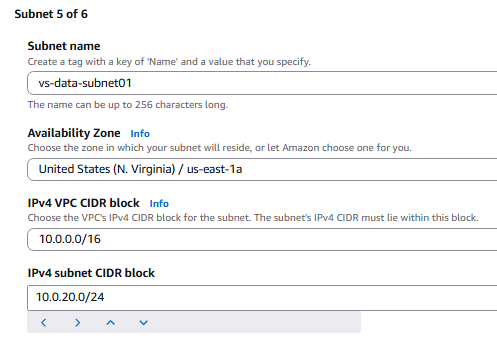 Subnet 5 of 6
Subnet name
Create a tag with a key of 'Name' and a value that you specify.
vs-data-subnet01
The name can be up to 256 characters long.
Availability Zone Info
Choose the zone in which your subnet will reside, or let Amazon choose one for you.
United States (N. Virginia) / us-east-1a
IPv4 VPC CIDR block Info
Choose the VPC's IPv4 CIDR block for the subnet. The subnet's IPv4 CIDR must lie within this block.
10.0.0.0/16
IPv4 subnet CIDR block
10.0.20.0/24